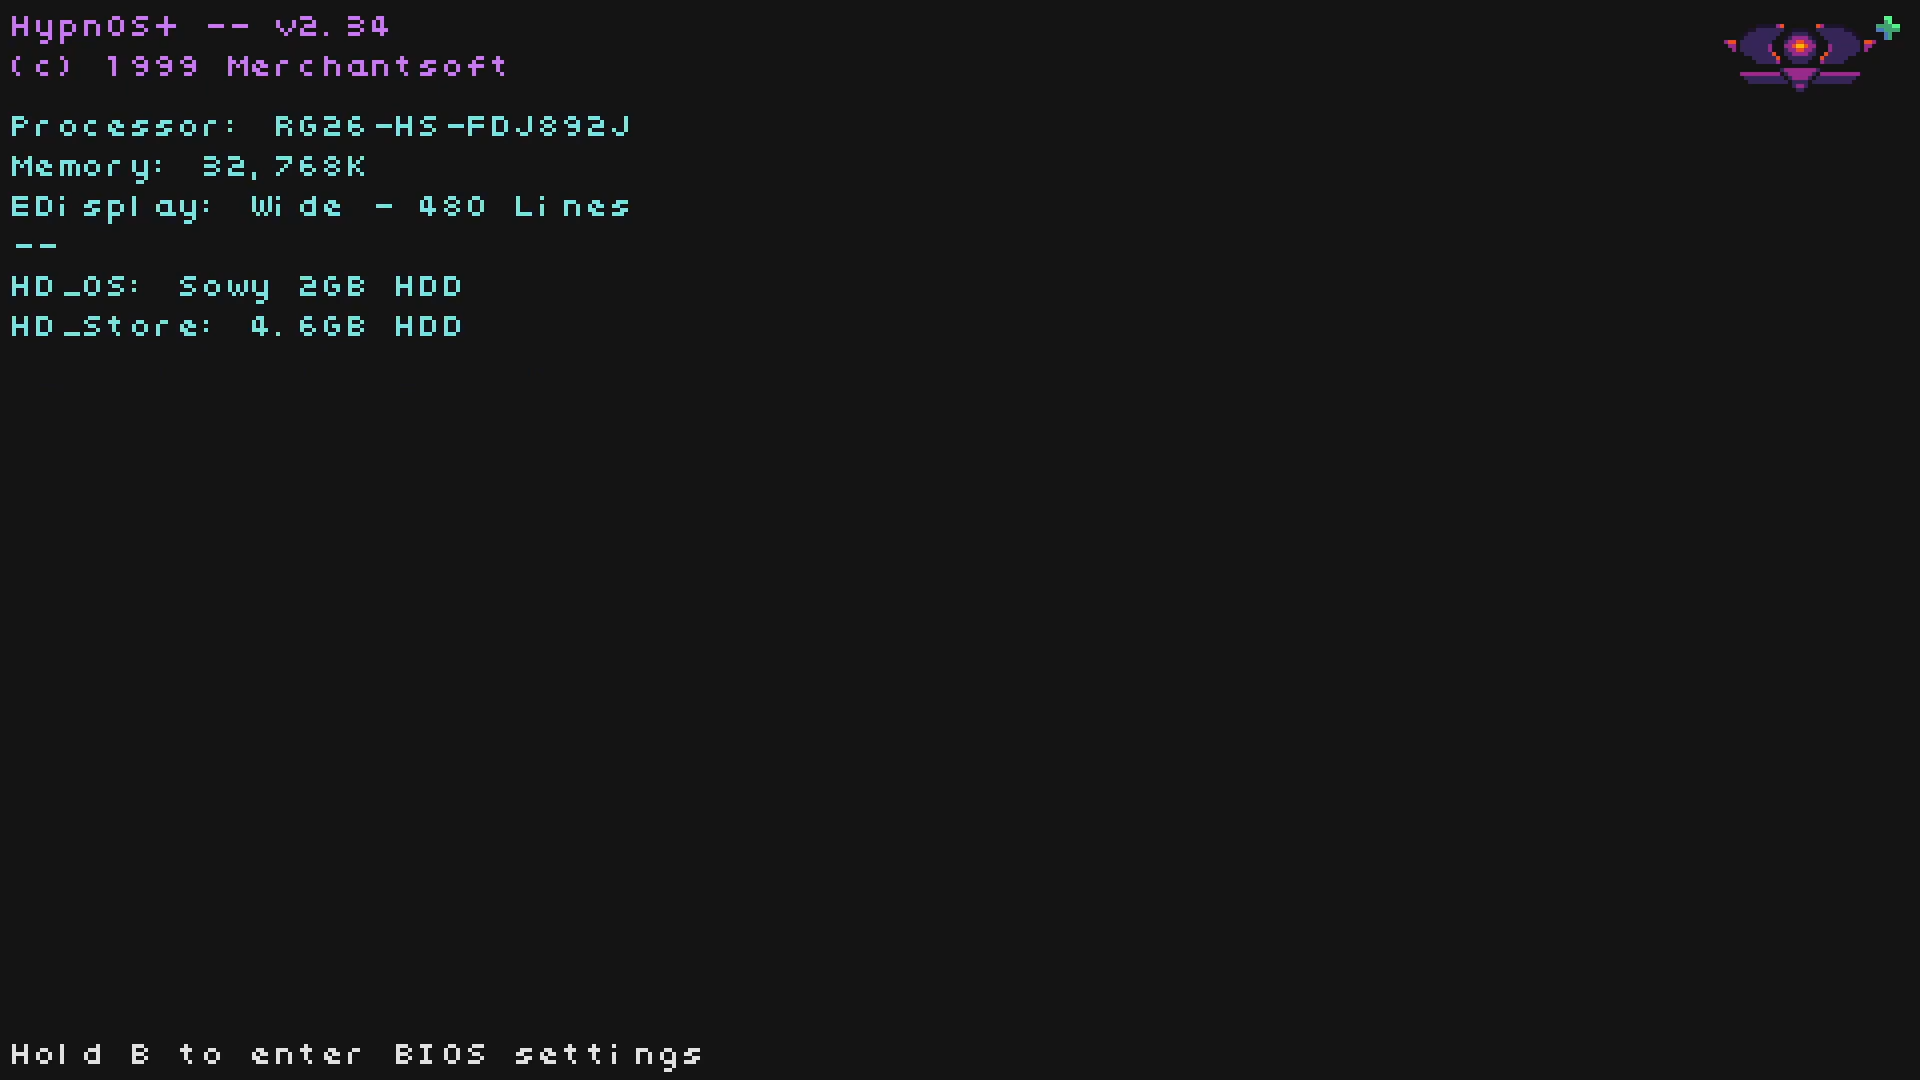 HypnOS+ -- v2.34
(c) 1999 Merchantsoft
Processor: RG26-HS-FDJ892J
Memory: 32,768K
EDisplay: Wide - 480 Lines
--
HD_OS: Sowy 2GB HDD
HD_Store: 4.6GB HDD
Hold B to enter BIOS settings